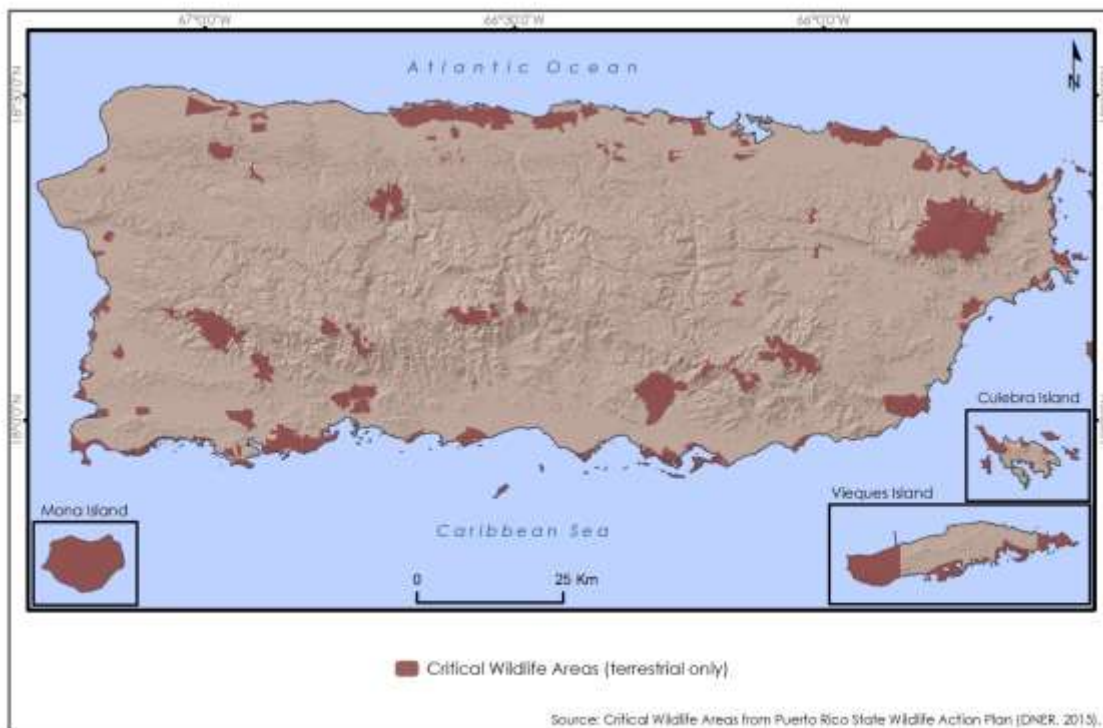 67°0'0"W 66°30'0"W 66°0'0"W
Atlantic Ocean
N
18°30'0"N
18°0'0"N
Culebra Island
Vieques Island
Mona Island
Caribbean Sea
0 25 Km
Critical Wildlife Areas (terrestrial only)
Source: Critical Wildlife Areas from Puerto Rico State Wildlife Action Plan (DNER, 2015).